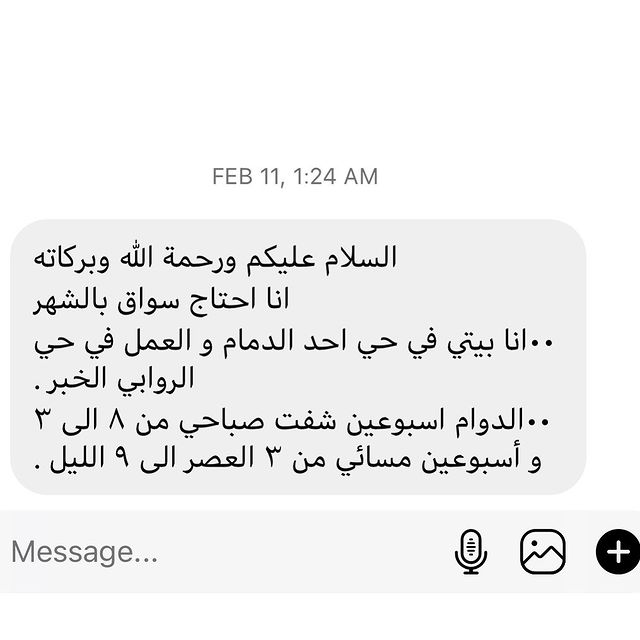 FEB 11, 1:24 AM
السلام عليكم ورحمة الله وبركاته
انا احتاج سواق بالشهر
••انا بيتي في حي احد الدمام و العمل في حي
الروابي الخبر .
••الدوام اسبوعين شفت صباحي من ٨ الى ٣
و أسبوعين مسائي من ٣ العصر الى ٩ الليل .
Message...